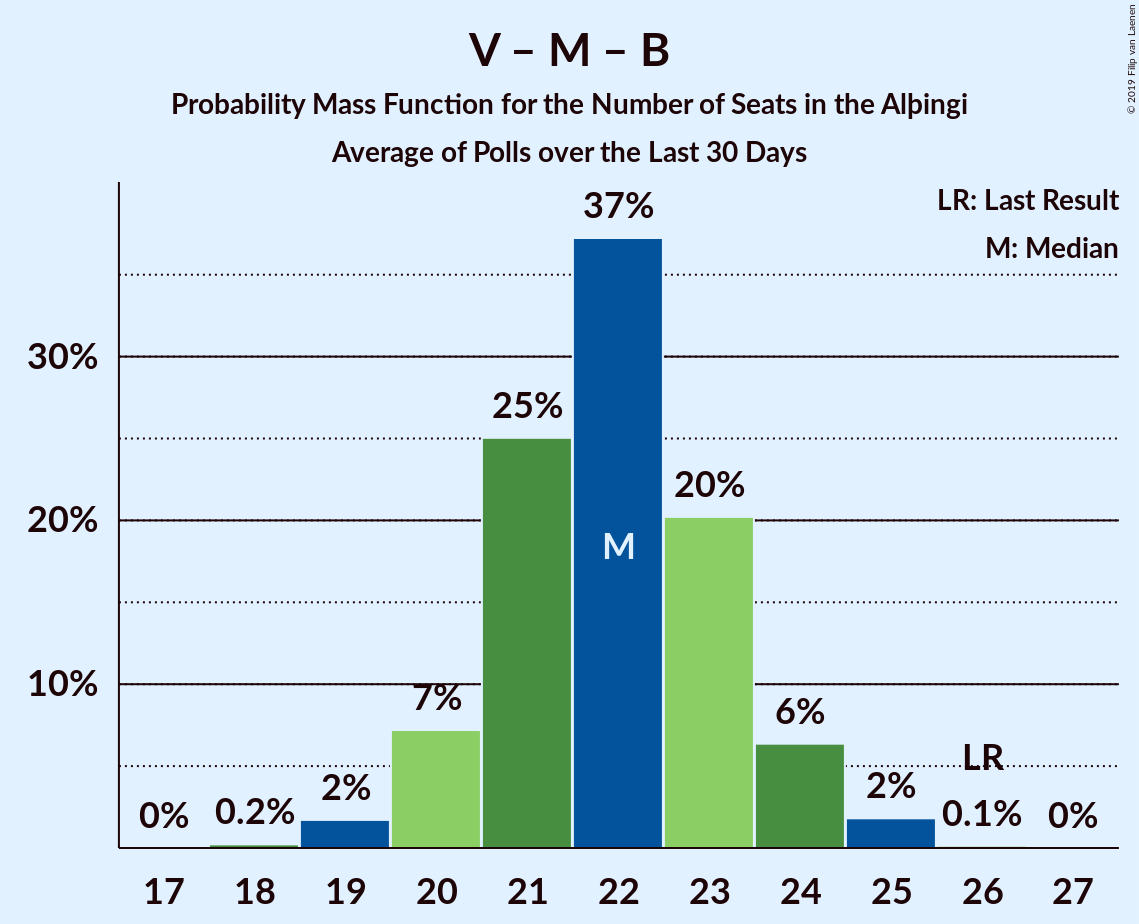 V – M – B
Probability Mass Function for the Number of Seats in the Alþingi
Average of Polls over the Last 30 Days
© 2019 Filip van Laenen
LR: Last Result
M: Median
37%
30%
25%
20%
20%
M
10%
7%
6%
LR
2%
2%
0%
0.2%
0.1%
0%
17 18 19 20 21 22 23 24 25 26 27